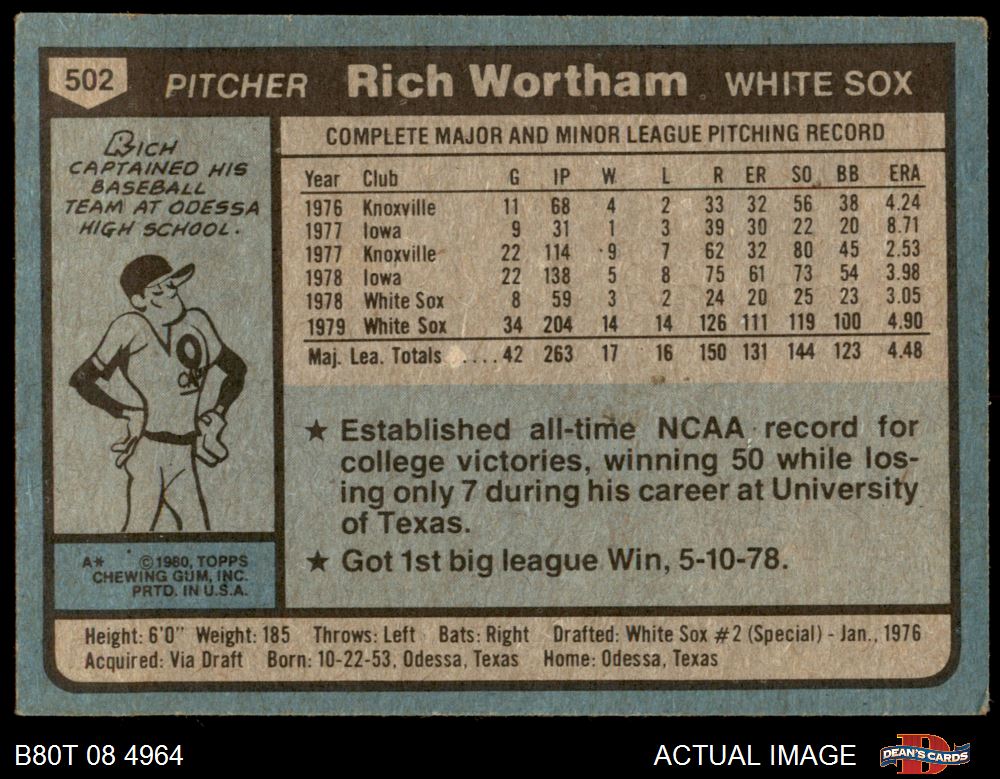 502 PITCHER Rich Wortham WHITE SOX
RICH
CAPTAINED HIS
BASEBALL
TEAM AT ODESSA
HIGH SCHOOL.
9
COMPLETE MAJOR AND MINOR LEAGUE PITCHING RECORD
Year Club G IP W L R ER SO BB ERA
1976 Knoxville 11 68 4 2 33 32 56 38 4.24
1977 Iowa 9 31 1 3 39 30 22 20 8.71
1977 Knoxville 22 114 9 7 62 32 80 45 2.53
1978 Iowa 22 138 5 8 75 61 73 54 3.98
1978 White Sox 8 59 3 2 24 20 25 23 3.05
1979 White Sox 34 204 14 14 126 111 119 100 4.90
Maj. Lea. Totals ....42 263 17 16 150 131 144 123 4.48
★ Established all-time NCAA record for
college victories, winning 50 while los-
ing only 7 during his career at University
of Texas.
★ Got 1st big league Win, 5-10-78.
A* ©1980, TOPPS
CHEWING GUM, INC.
PRTD. IN U.S.A.
Height: 6'0" Weight: 185 Throws: Left Bats: Right Drafted: White Sox #2 (Special) - Jan., 1976
Acquired: Via Draft Born: 10-22-53, Odessa, Texas Home: Odessa, Texas
B80T 08 4964 ACTUAL IMAGE DEAN'S CARDS